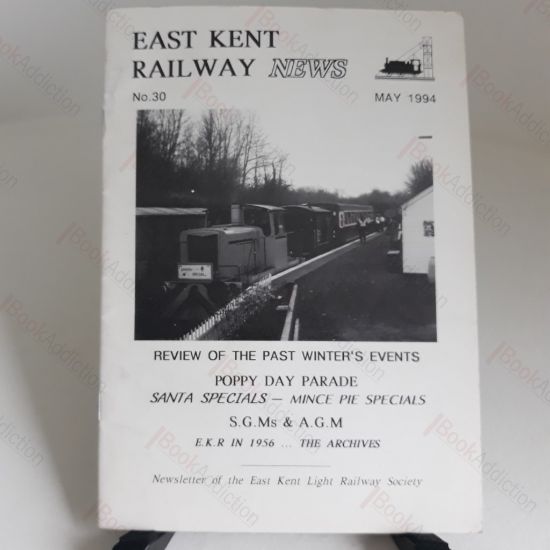 EAST KENT
RAILWAY NEWS
No.30 MAY 1994
REVIEW OF THE PAST WINTER'S EVENTS
POPPY DAY PARADE
SANTA SPECIALS — MINCE PIE SPECIALS
S.G.Ms & A.G.M
E.K.R IN 1956 ... THE ARCHIVES
Newsletter of the East Kent Light Railway Society
BookAddiction